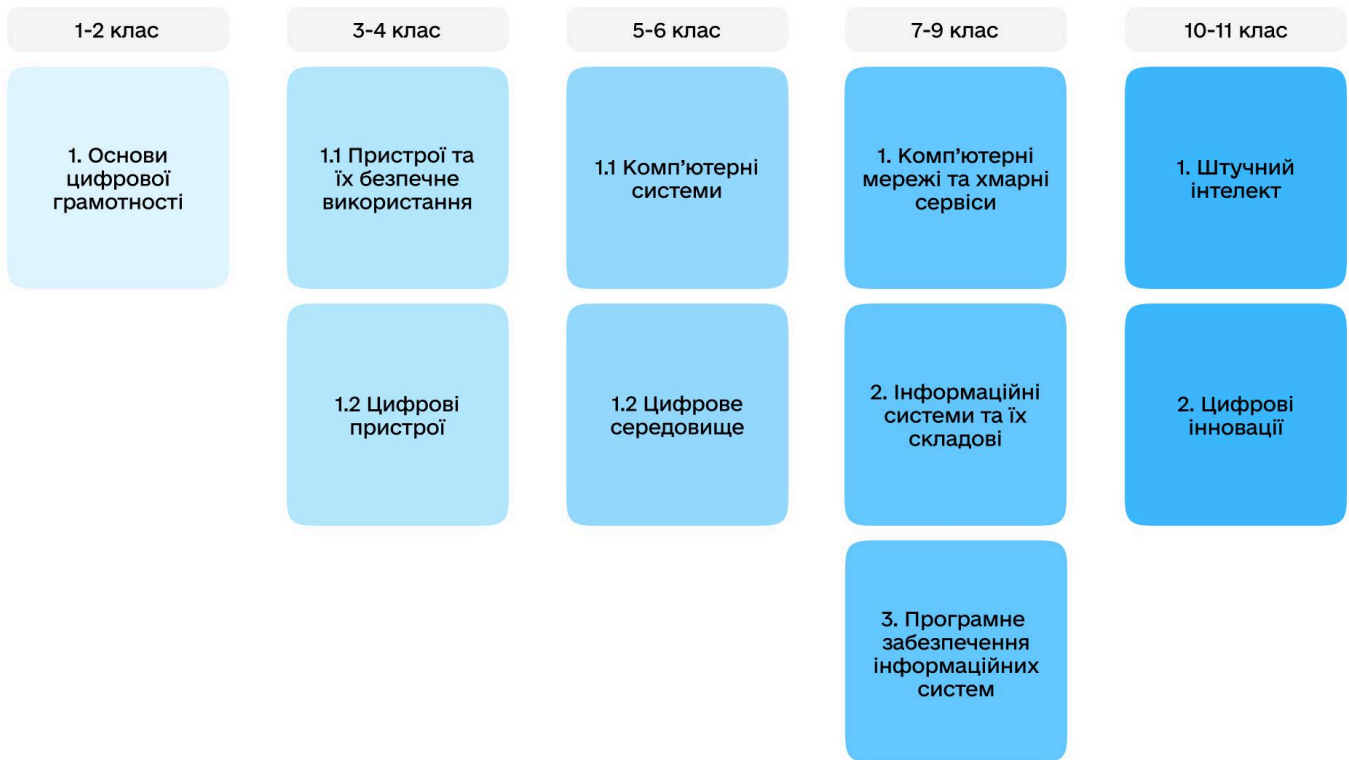 1-2 клас
3-4 клас
5-6 клас
7-9 клас
10-11 клас
1. Основи
цифрової
грамотності
1.1 Пристрої та
їх безпечне
використання
1.1 Комп’ютерні
системи
1. Комп’ютерні
мережі та хмарні
сервіси
1. Штучний
інтелект
1.2 Цифрові
пристрої
1.2 Цифрове
середовище
2. Інформаційні
системи та їх
складові
2. Цифрові
інновації
3. Програмне
забезпечення
інформаційних
систем